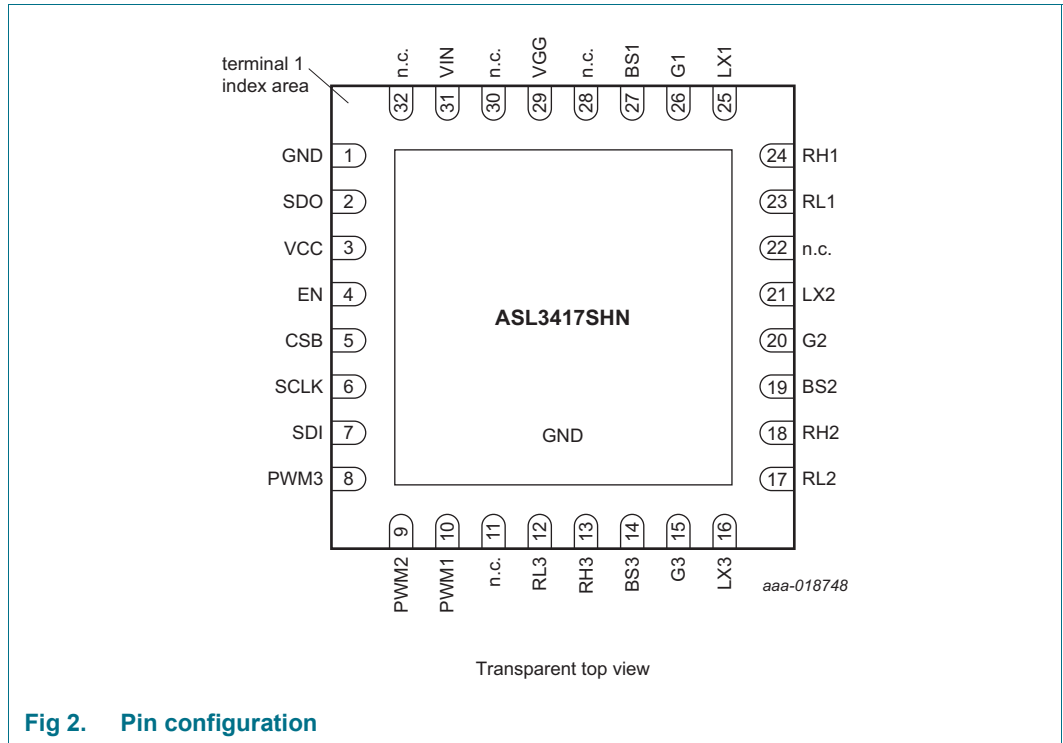 terminal 1
index area
n.c.
VIN
n.c.
VGG
n.c.
BS1
G1
LX1
32
31
30
29
28
27
26
25
GND 1
SDO 2
VCC 3
EN 4
CSB 5
SCLK 6
SDI 7
PWM3 8
24 RH1
23 RL1
22 n.c.
21 LX2
20 G2
19 BS2
18 RH2
17 RL2
ASL3417SHN
GND
9
10
11
12
13
14
15
16
PWM2
PWM1
n.c.
RL3
RH3
BS3
G3
LX3
aaa-018748
Transparent top view
Fig 2. Pin configuration